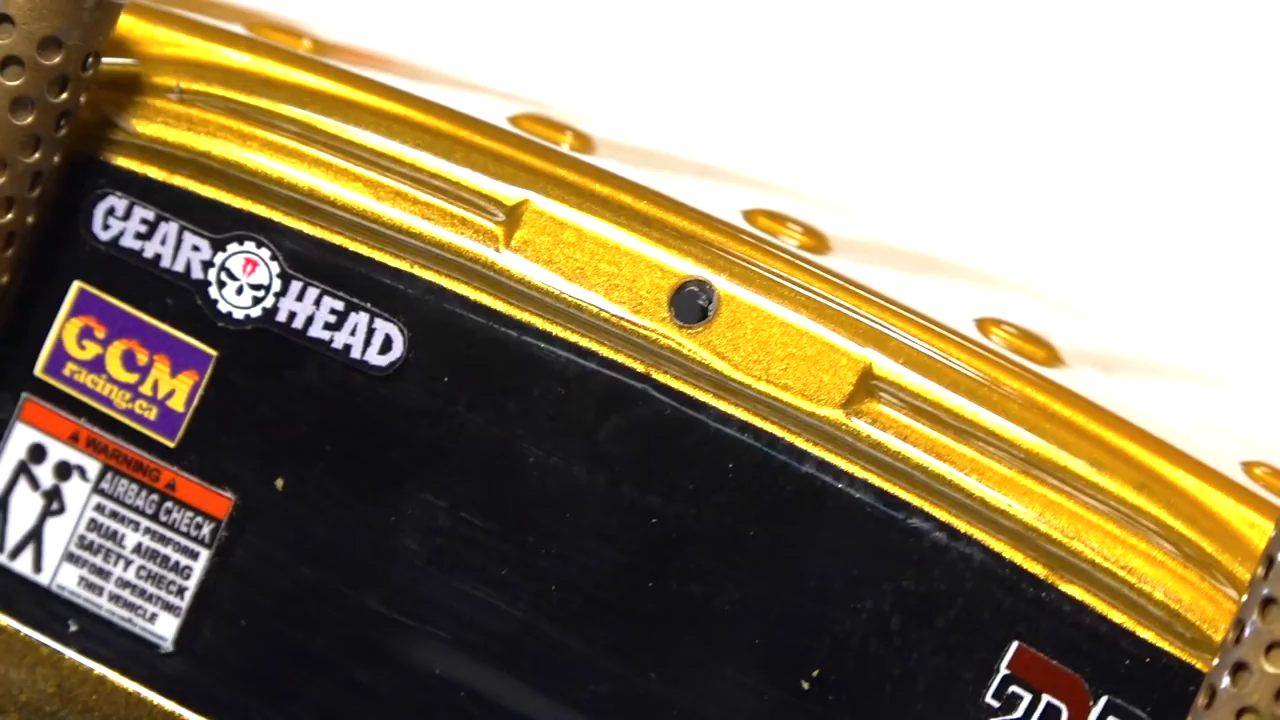 GEAR HEAD
GCM
racing.ca
WARNING
AIRBAG CHECK
ALWAYS PERFORM
DUAL AIRBAG
SAFETY CHECK
BEFORE OPERATING
THIS VEHICLE